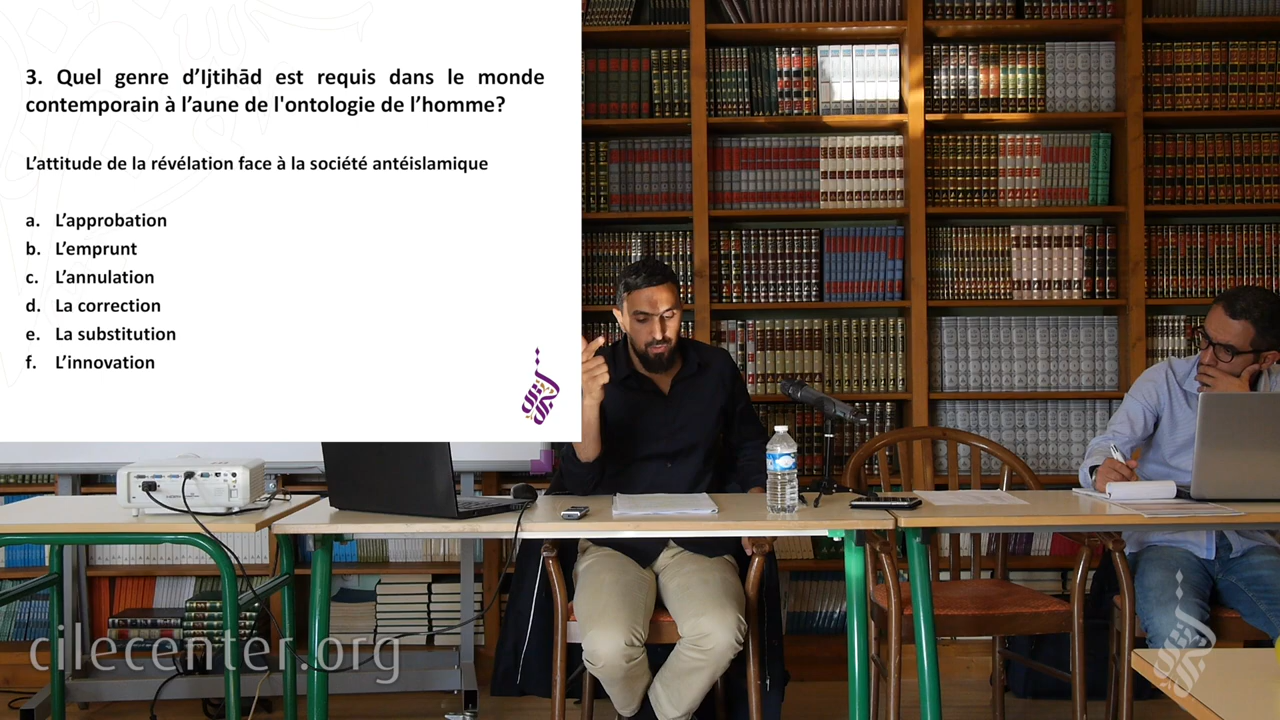 3. Quel genre d’Ijtihād est requis dans le monde
contemporain à l’aune de l'ontologie de l’homme?
L’attitude de la révélation face à la société antéislamique
a. L’approbation
b. L’emprunt
c. L’annulation
d. La correction
e. La substitution
f. L’innovation
cilecenter.org